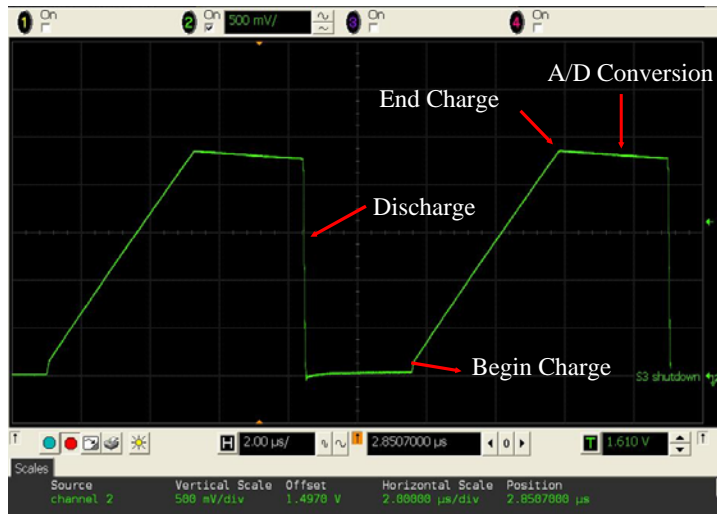 1 On 2 On 500 mV/ 3 On 4 On
A/D Conversion
End Charge
Discharge
Begin Charge
S3 shutdown
H 2.00 µs/ 2.8507000 µs 0 T 1.610 V
Scales
Source Vertical Scale Offset Horizontal Scale Position
channel 2 500 mV/div 1.4970 V 2.00000 µs/div 2.8507000 µs